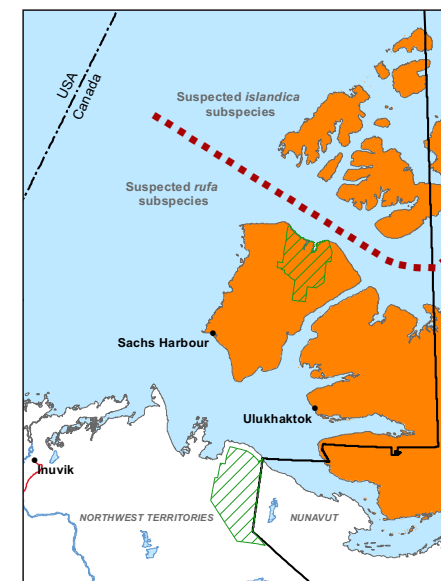 USA
Canada
Suspected islandica
subspecies
Suspected rufa
subspecies
Sachs Harbour
Ulukhaktok
Inuvik
NORTHWEST TERRITORIES
NUNAVUT